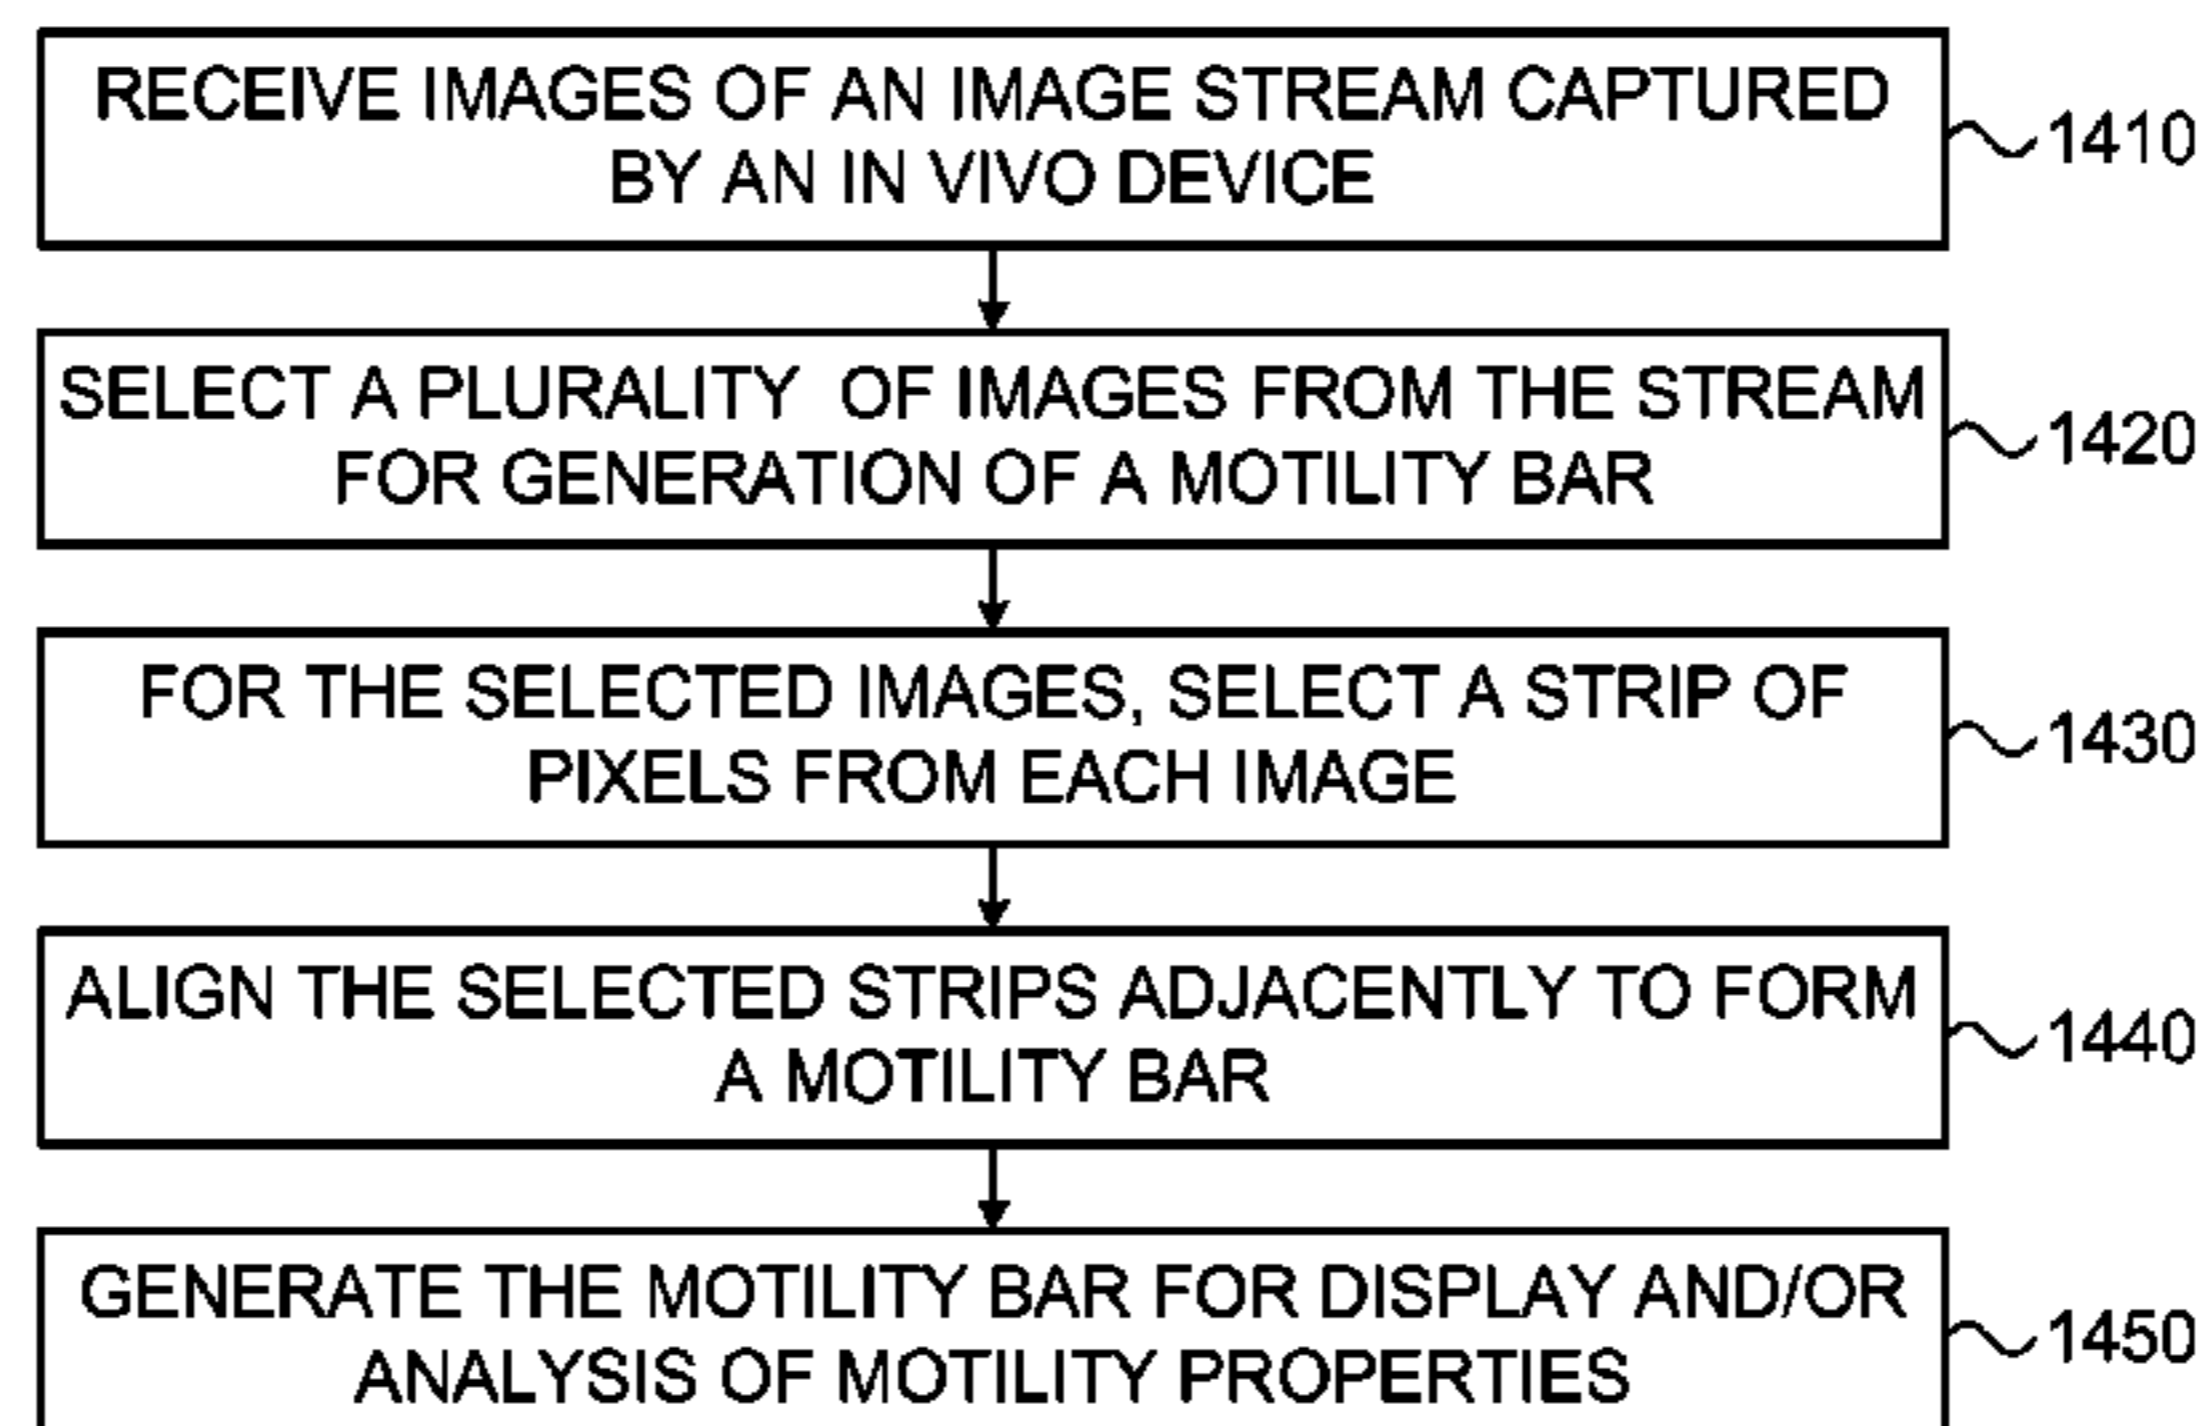 RECEIVE IMAGES OF AN IMAGE STREAM CAPTURED
BY AN IN VIVO DEVICE
1410
SELECT A PLURALITY OF IMAGES FROM THE STREAM
FOR GENERATION OF A MOTILITY BAR
1420
FOR THE SELECTED IMAGES, SELECT A STRIP OF
PIXELS FROM EACH IMAGE
1430
ALIGN THE SELECTED STRIPS ADJACENTLY TO FORM
A MOTILITY BAR
1440
GENERATE THE MOTILITY BAR FOR DISPLAY AND/OR
ANALYSIS OF MOTILITY PROPERTIES
1450